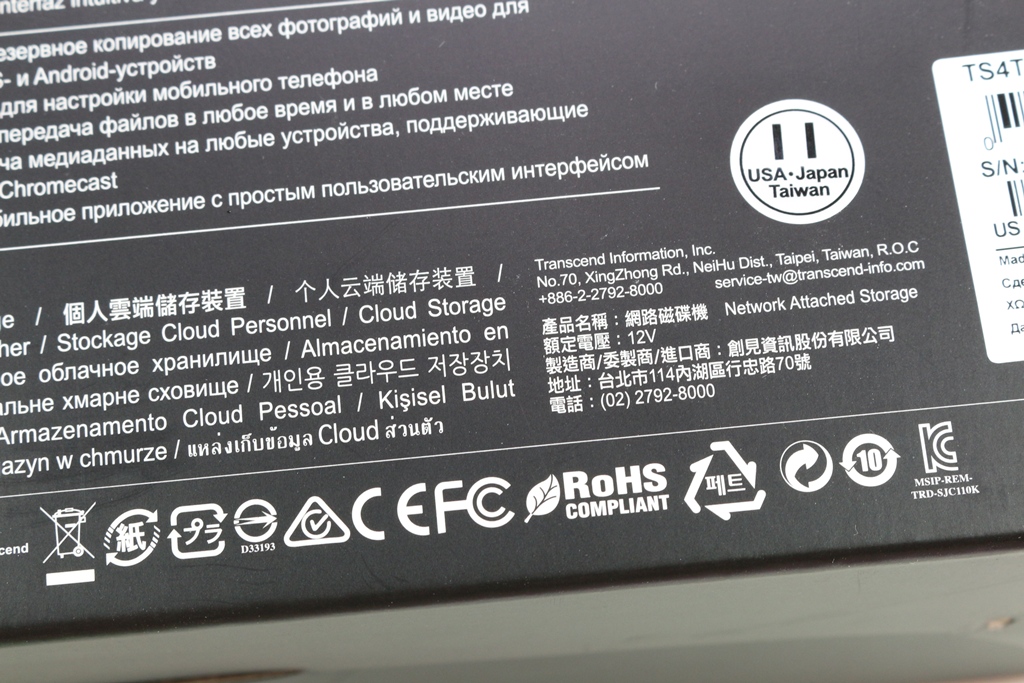 Interfaz intuitiva y
езервное копирование всех фотографий и видео для
S- и Android-устройств
для настройки мобильного телефона
передача файлов в любое время и в любом месте
ча медиаданных на любые устройства, поддерживающие
Chromecast
бильное приложение с простым пользовательским интерфейсом
USA・Japan
Taiwan
TS4T
0
S/N:
US
Mad
Сде
ge / 個人雲端儲存裝置 / 个人云端储存装置 /
her / Stockage Cloud Personnel / Cloud Storage
ое облачное хранилище / Almacenamiento en
альне хмарне сховище / 개인용 클라우드 저장장치
Armazenamento Cloud Pessoal / Kişisel Bulut
azyn w chmurze / แหล่งเก็บข้อมูล Cloud ส่วนตัว
Transcend Information, Inc.
No.70, XingZhong Rd., NeiHu Dist., Taipei, Taiwan, R.O.C
+886-2-2792-8000 service-tw@transcend-info.com
產品名稱：網路磁碟機 Network Attached Storage
額定電壓：12V
製造商/委製商/進口商：創見資訊股份有限公司
地址：台北市114內湖區行忠路70號
電話：(02) 2792-8000
cend
紙
プラ
D33193
CE
FC
RoHS
COMPLIANT
페트
10
MSIP-REM-
TRD-SJC110K